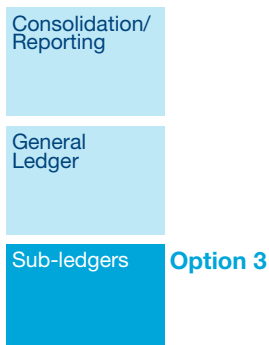 Consolidation/
Reporting
General
Ledger
Sub-ledgers
Option 3